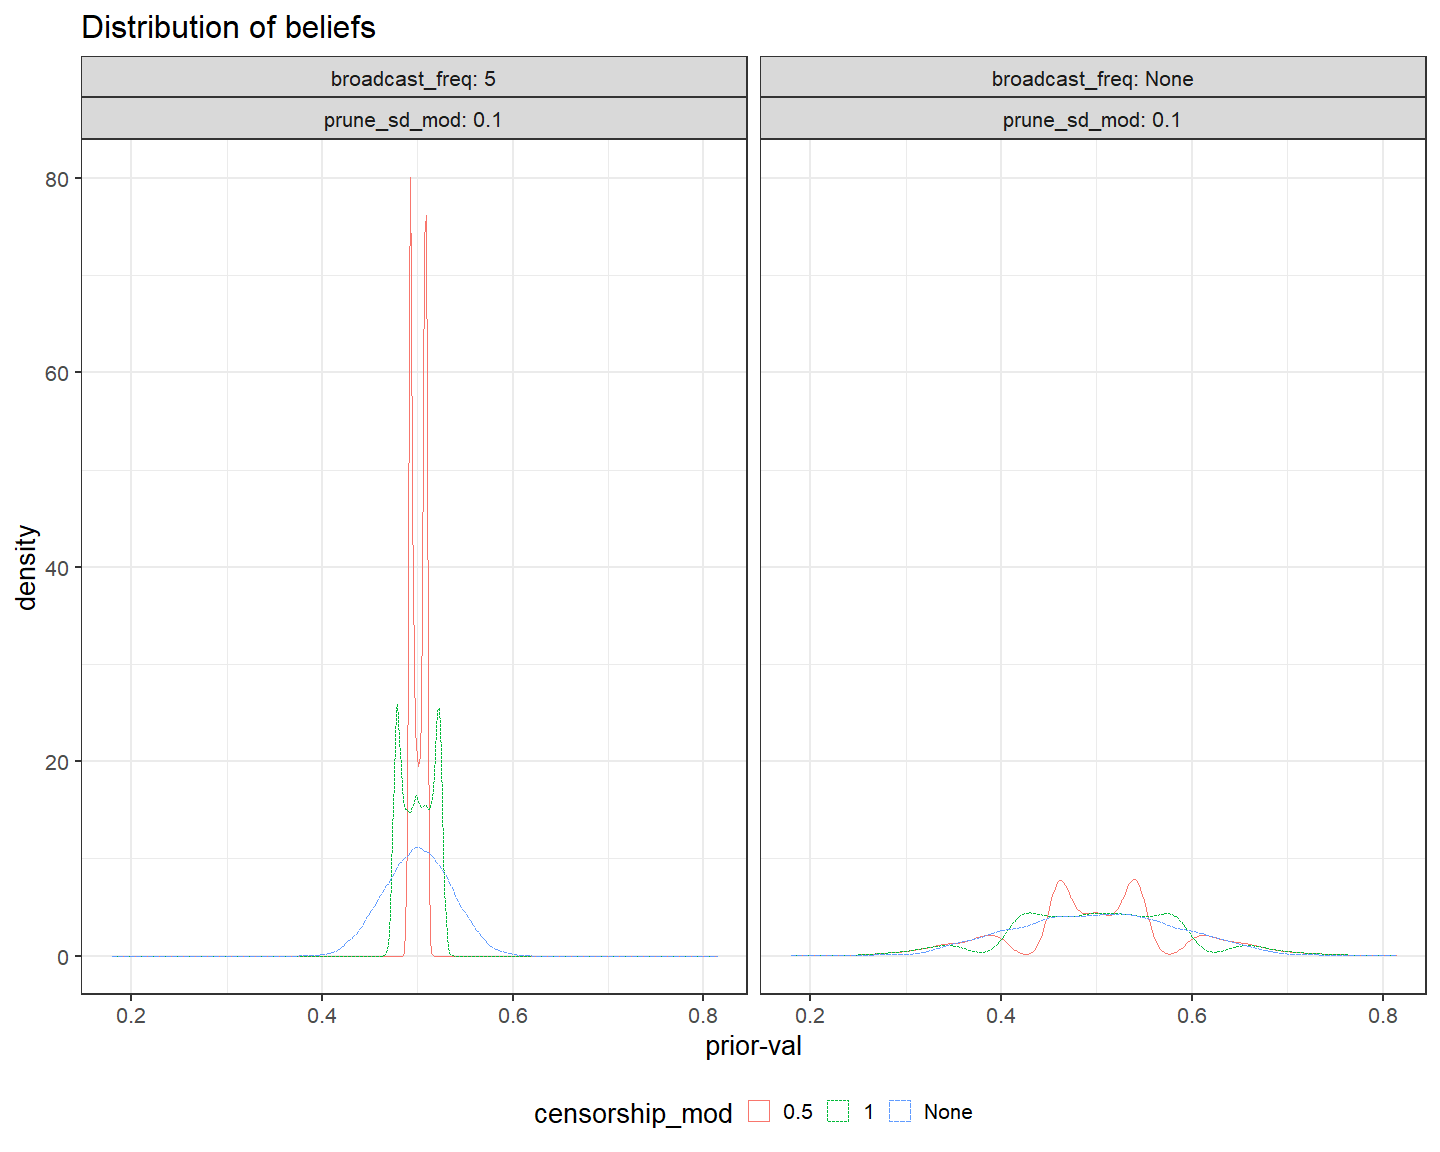 Distribution of beliefs
broadcast_freq: 5
prune_sd_mod: 0.1
broadcast_freq: None
prune_sd_mod: 0.1
density
80
60
40
20
0
0.2 0.4 0.6 0.8
0.2 0.4 0.6 0.8
prior-val
censorship_mod 0.5 1 None